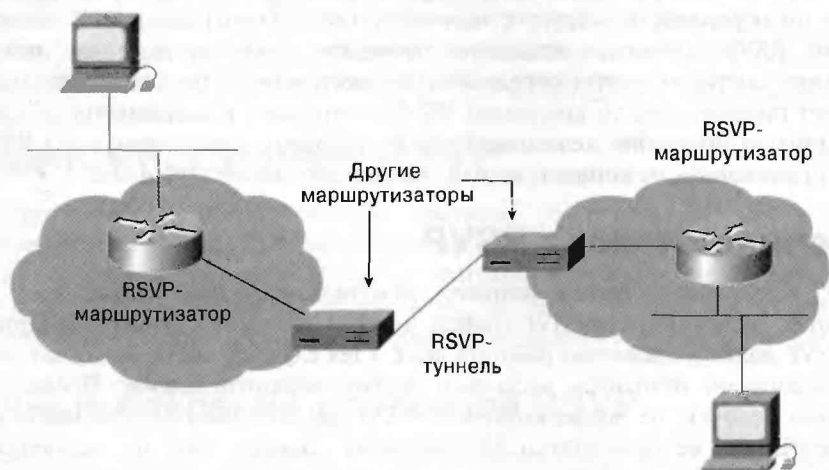 RSVP-
маршрутизатор
Другие
маршрутизаторы
RSVP-
маршрутизатор
RSVP-
туннель